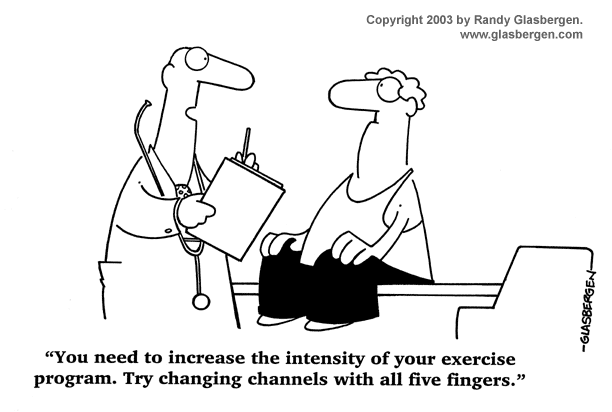 Copyright 2003 by Randy Glasbergen.
www.glasbergen.com
-GLASBERGEN-
“You need to increase the intensity of your exercise
program. Try changing channels with all five fingers.”